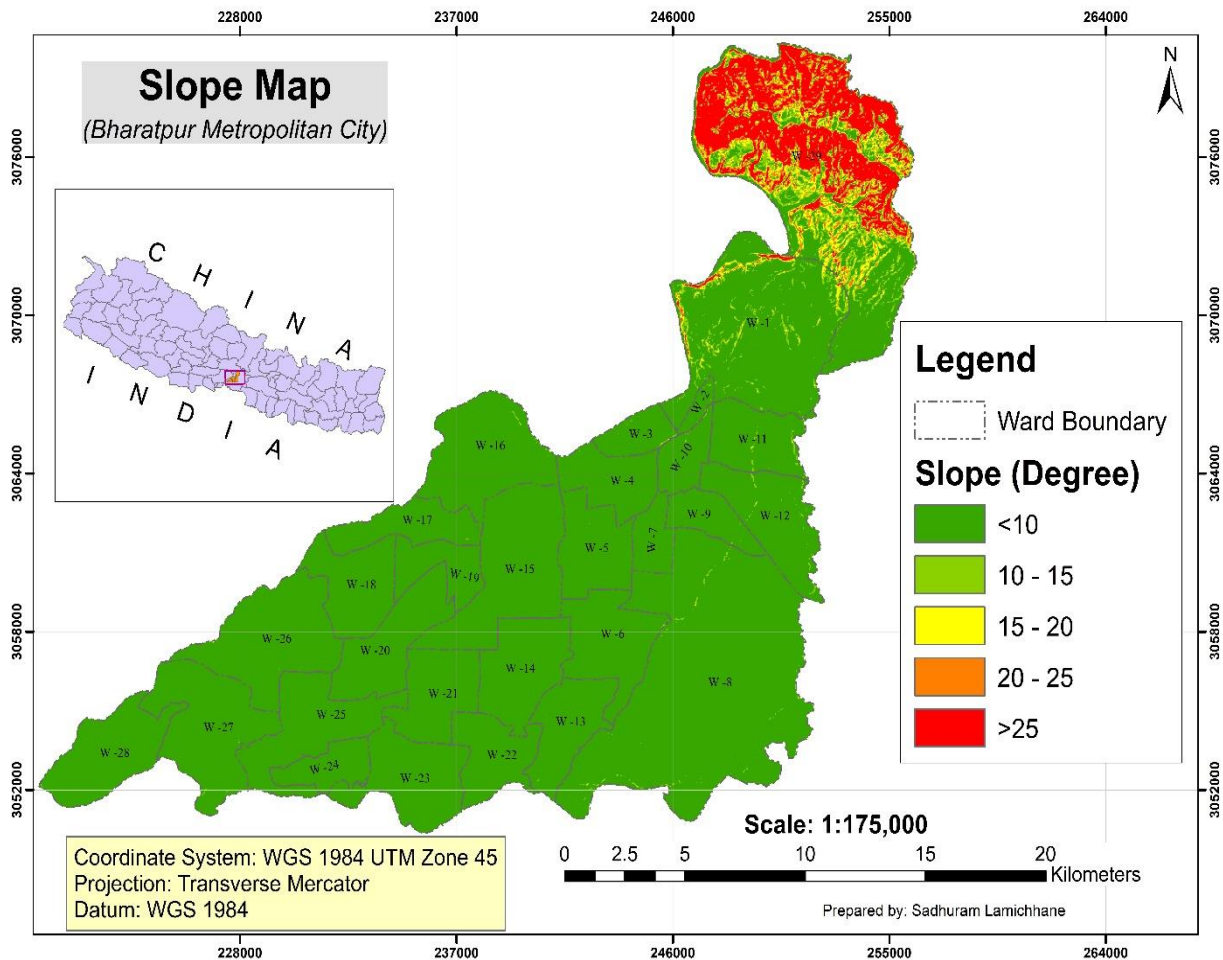 228000 237000 246000 255000 264000
Slope Map
(Bharatpur Metropolitan City)
N
3076000 3076000
3070000 3070000
3064000 3064000
3058000 3058000
3052000 3052000
CHINA
INDIA
W -29
W -1
W -2
W -3
W -16
W -11
W -10
W -4
W -17
W -9
W -12
W -7
W -5
W -15
W -19
W -18
W -26
W -6
W -20
W -14
W -8
W -21
W -25
W -13
W -27
W -22
W -28
W -24
W -23
Legend
Ward Boundary
Slope (Degree)
<10
10 - 15
15 - 20
20 - 25
>25
Scale: 1:175,000
0 2.5 5 10 15 20
Kilometers
Coordinate System: WGS 1984 UTM Zone 45
Projection: Transverse Mercator
Datum: WGS 1984
Prepared by: Sadhuram Lamichhane
228000 237000 246000 255000 264000